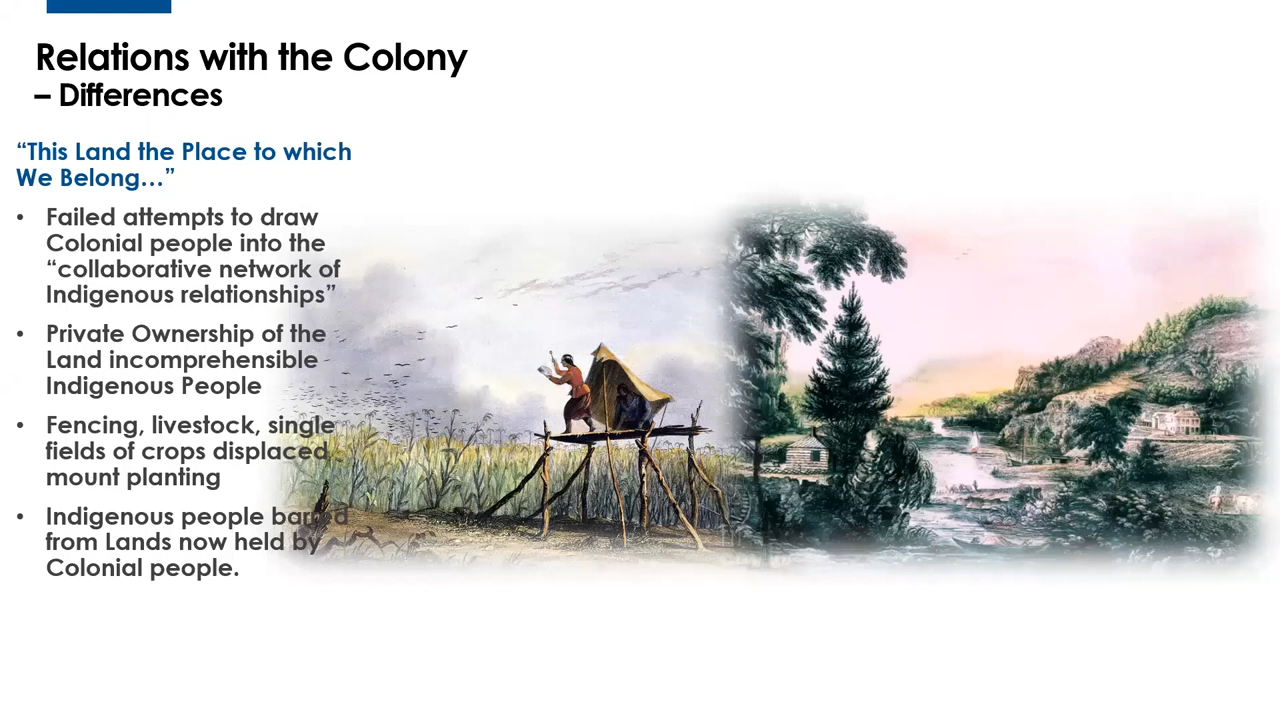 Relations with the Colony
– Differences
“This Land the Place to which
We Belong…”
• Failed attempts to draw
Colonial people into the
“collaborative network of
Indigenous relationships”
• Private Ownership of the
Land incomprehensible
Indigenous People
• Fencing, livestock, single
fields of crops displaced
mount planting
• Indigenous people barred
from Lands now held by
Colonial people.